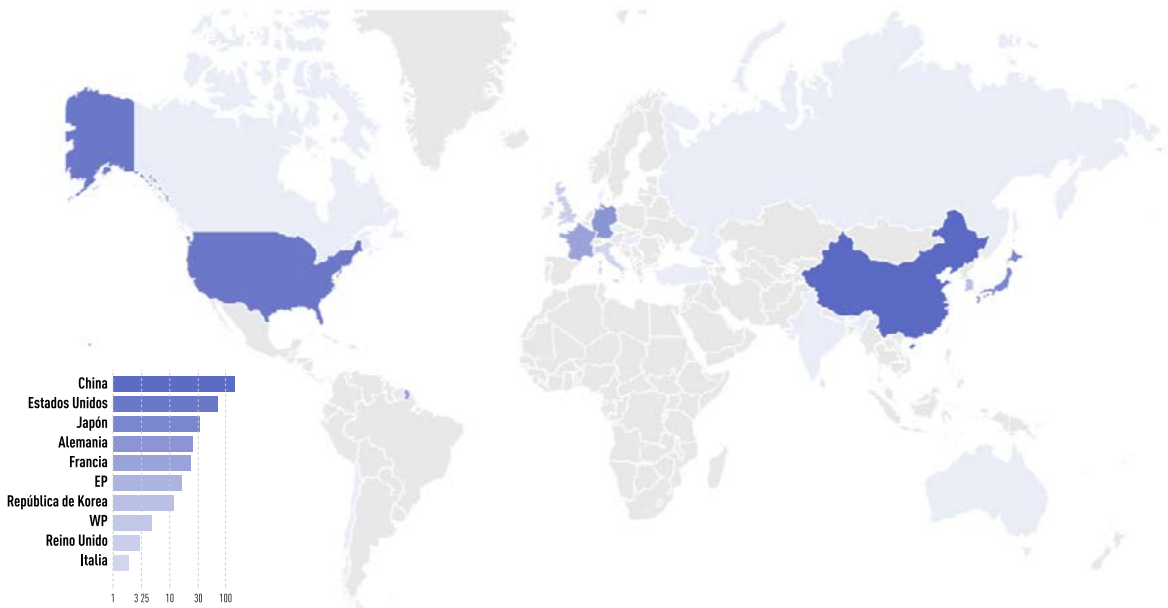 China
Estados Unidos
Japón
Alemania
Francia
EP
República de Korea
WP
Reino Unido
Italia
1 3 25 10 30 100